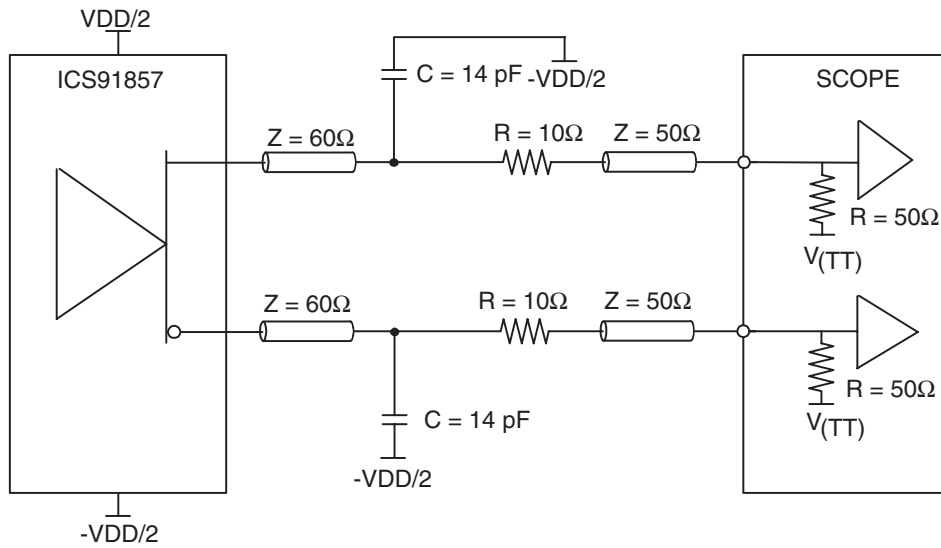 VDD/2
ICS91857
C = 14 pF
-VDD/2
SCOPE
Z = 60Ω
R = 10Ω
Z = 50Ω
R = 50Ω
V(TT)
Z = 60Ω
R = 10Ω
Z = 50Ω
R = 50Ω
V(TT)
C = 14 pF
-VDD/2
-VDD/2